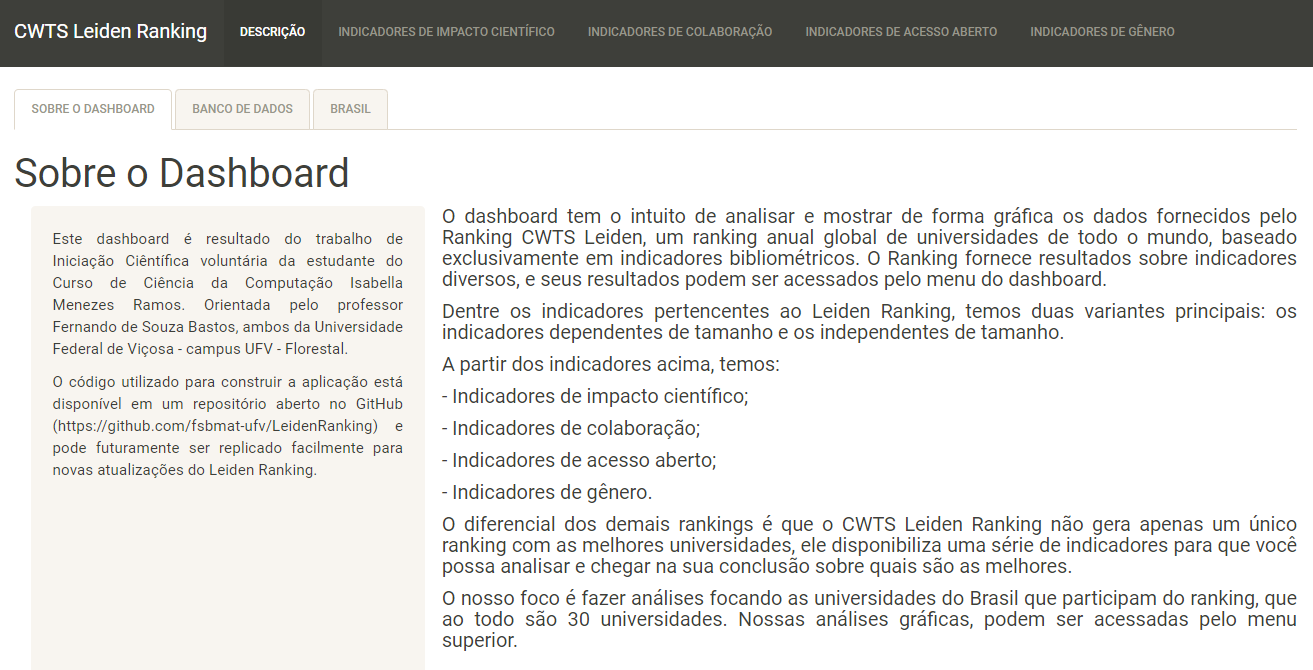 CWTS Leiden Ranking DESCRIÇÃO INDICADORES DE IMPACTO CIENTÍFICO INDICADORES DE COLABORAÇÃO INDICADORES DE ACESSO ABERTO INDICADORES DE GÊNERO
SOBRE O DASHBOARD BANCO DE DADOS BRASIL
Sobre o Dashboard
Este dashboard é resultado do trabalho de
Iniciação Ciêntífica voluntária da estudante do
Curso de Ciência da Computação Isabella
Menezes Ramos. Orientada pelo professor
Fernando de Souza Bastos, ambos da Universidade
Federal de Viçosa - campus UFV - Florestal.
O código utilizado para construir a aplicação está
disponível em um repositório aberto no GitHub
(https://github.com/fsbmat-ufv/LeidenRanking) e
pode futuramente ser replicado facilmente para
novas atualizações do Leiden Ranking.
O dashboard tem o intuito de analisar e mostrar de forma gráfica os dados fornecidos pelo
Ranking CWTS Leiden, um ranking anual global de universidades de todo o mundo, baseado
exclusivamente em indicadores bibliométricos. O Ranking fornece resultados sobre indicadores
diversos, e seus resultados podem ser acessados pelo menu do dashboard.
Dentre os indicadores pertencentes ao Leiden Ranking, temos duas variantes principais: os
indicadores dependentes de tamanho e os independentes de tamanho.
A partir dos indicadores acima, temos:
- Indicadores de impacto científico;
- Indicadores de colaboração;
- Indicadores de acesso aberto;
- Indicadores de gênero.
O diferencial dos demais rankings é que o CWTS Leiden Ranking não gera apenas um único
ranking com as melhores universidades, ele disponibiliza uma série de indicadores para que você
possa analisar e chegar na sua conclusão sobre quais são as melhores.
O nosso foco é fazer análises focando as universidades do Brasil que participam do ranking, que
ao todo são 30 universidades. Nossas análises gráficas, podem ser acessadas pelo menu
superior.